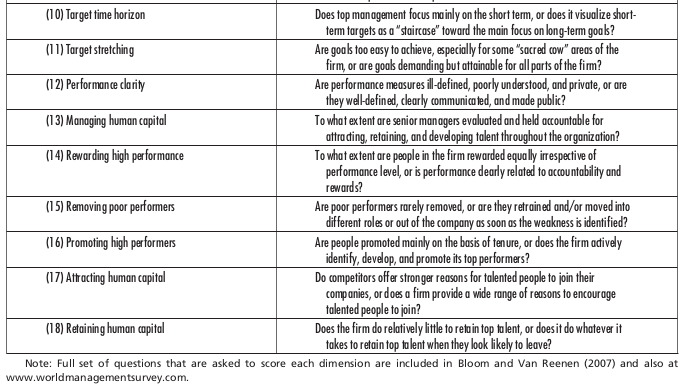 (10) Target time horizon
Does top management focus mainly on the short term, or does it visualize short-
term targets as a “staircase” toward the main focus on long-term goals?
(11) Target stretching
Are goals too easy to achieve, especially for some “sacred cow” areas of the
firm, or are goals demanding but attainable for all parts of the firm?
(12) Performance clarity
Are performance measures ill-defined, poorly understood, and private, or are
they well-defined, clearly communicated, and made public?
(13) Managing human capital
To what extent are senior managers evaluated and held accountable for
attracting, retaining, and developing talent throughout the organization?
(14) Rewarding high performance
To what extent are people in the firm rewarded equally irrespective of
performance level, or is performance clearly related to accountability and
rewards?
(15) Removing poor performers
Are poor performers rarely removed, or are they retrained and/or moved into
different roles or out of the company as soon as the weakness is identified?
(16) Promoting high performers
Are people promoted mainly on the basis of tenure, or does the firm actively
identify, develop, and promote its top performers?
(17) Attracting human capital
Do competitors offer stronger reasons for talented people to join their
companies, or does a firm provide a wide range of reasons to encourage
talented people to join?
(18) Retaining human capital
Does the firm do relatively little to retain top talent, or does it do whatever it
takes to retain top talent when they look likely to leave?
Note: Full set of questions that are asked to score each dimension are included in Bloom and Van Reenen (2007) and also at
www.worldmanagementsurvey.com.